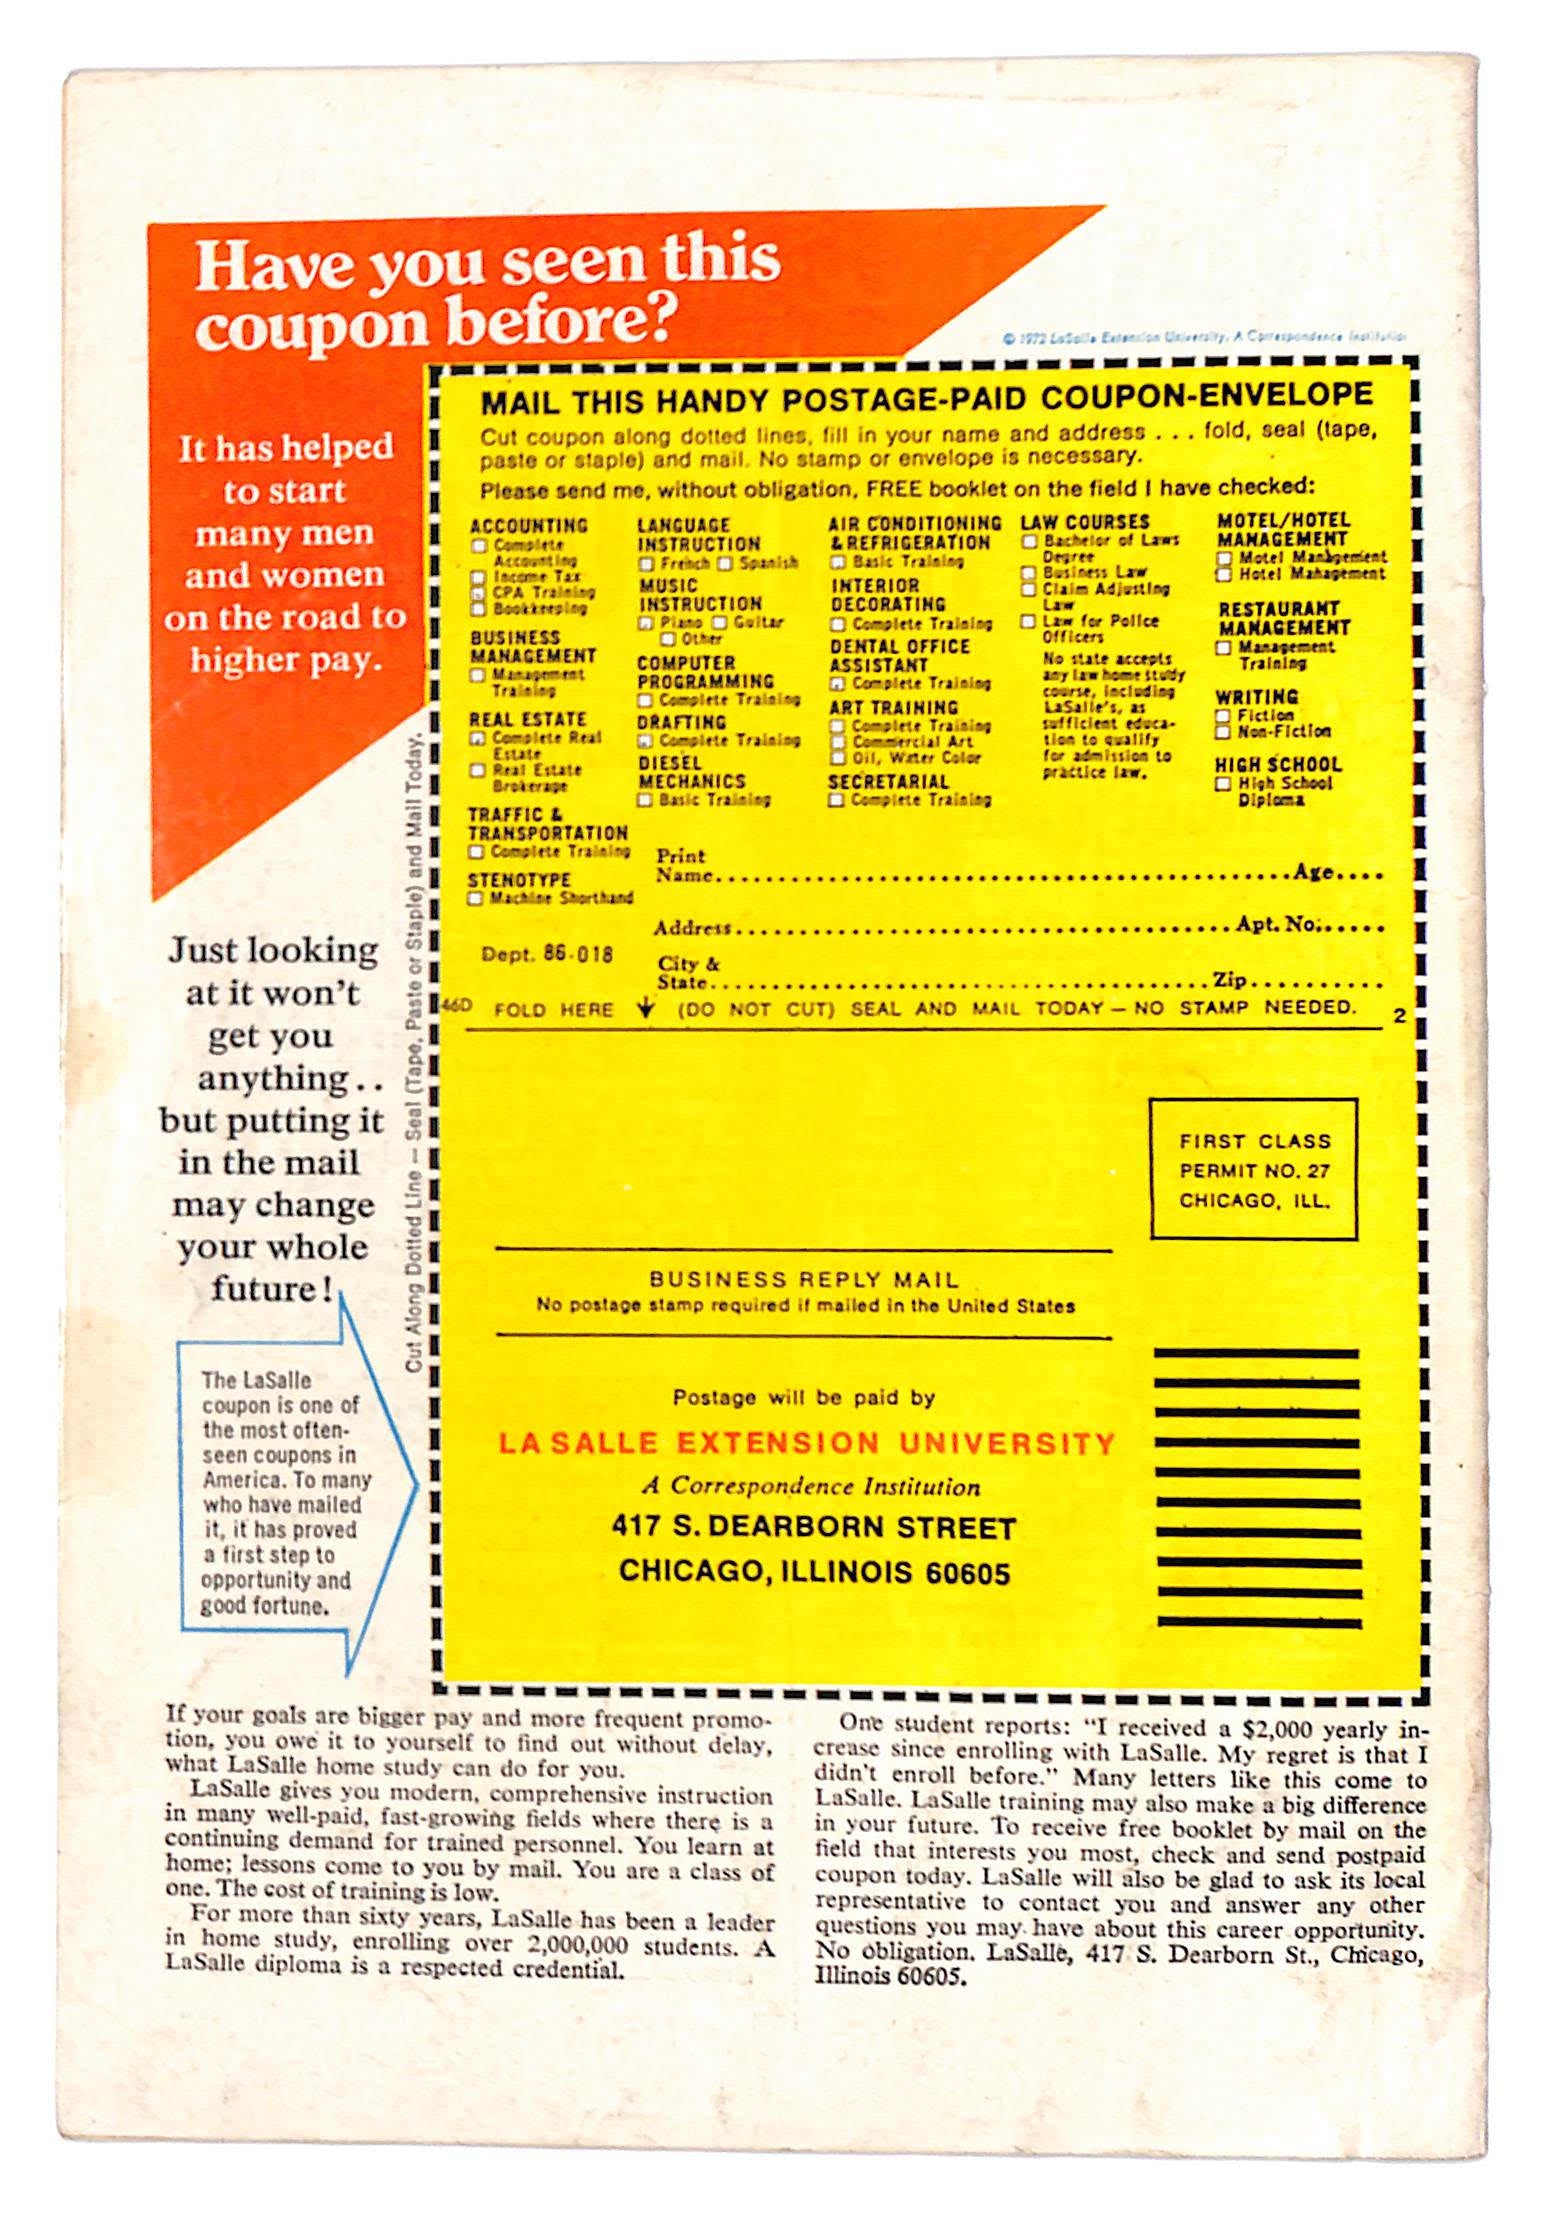 Have you seen this
coupon before?
© 1972 LaSalle Extension University, A Correspondence Institution
It has helped
to start
many men
and women
on the road to
higher pay.
Just looking
at it won't
get you
anything..
but putting it
in the mail
may change
your whole
future!
The LaSalle
coupon is one of
the most often-
seen coupons in
America. To many
who have mailed
it, it has proved
a first step to
opportunity and
good fortune.
Cut Along Dotted Line — Seal (Tape, Paste or Staple) and Mail Today.
MAIL THIS HANDY POSTAGE-PAID COUPON-ENVELOPE
Cut coupon along dotted lines, fill in your name and address . . . fold, seal (tape,
paste or staple) and mail. No stamp or envelope is necessary.
Please send me, without obligation, FREE booklet on the field I have checked:
ACCOUNTING
Complete
Accounting
Income Tax
CPA Training
Bookkeeping
BUSINESS
MANAGEMENT
Management
Training
REAL ESTATE
Complete Real
Estate
Real Estate
Brokerage
TRAFFIC &
TRANSPORTATION
Complete Training
STENOTYPE
Machine Shorthand
LANGUAGE
INSTRUCTION
French Spanish
MUSIC
INSTRUCTION
Piano Guitar
Other
COMPUTER
PROGRAMMING
Complete Training
DRAFTING
Complete Training
DIESEL
MECHANICS
Basic Training
AIR CONDITIONING
& REFRIGERATION
Basic Training
INTERIOR
DECORATING
Complete Training
DENTAL OFFICE
ASSISTANT
Complete Training
ART TRAINING
Complete Training
Commercial Art
Oil, Water Color
SECRETARIAL
Complete Training
LAW COURSES
Bachelor of Laws
Degree
Business Law
Claim Adjusting
Law
Law for Police
Officers
No state accepts
any law home study
course, including
LaSalle's, as
sufficient educa-
tion to qualify
for admission to
practice law.
MOTEL/HOTEL
MANAGEMENT
Motel Management
Hotel Management
RESTAURANT
MANAGEMENT
Management
Training
WRITING
Fiction
Non-Fiction
HIGH SCHOOL
High School
Diploma
Print
Name.......... Age....
Address.......... Apt. No......
Dept. 86-018
City &
State.......... Zip..........
46D FOLD HERE ↓ (DO NOT CUT) SEAL AND MAIL TODAY — NO STAMP NEEDED. 2
FIRST CLASS
PERMIT NO. 27
CHICAGO, ILL.
BUSINESS REPLY MAIL
No postage stamp required if mailed in the United States
Postage will be paid by
LA SALLE EXTENSION UNIVERSITY
A Correspondence Institution
417 S. DEARBORN STREET
CHICAGO, ILLINOIS 60605
If your goals are bigger pay and more frequent promo-
tion, you owe it to yourself to find out without delay,
what LaSalle home study can do for you.
LaSalle gives you modern, comprehensive instruction
in many well-paid, fast-growing fields where there is a
continuing demand for trained personnel. You learn at
home; lessons come to you by mail. You are a class of
one. The cost of training is low.
For more than sixty years, LaSalle has been a leader
in home study, enrolling over 2,000,000 students. A
LaSalle diploma is a respected credential.
One student reports: "I received a $2,000 yearly in-
crease since enrolling with LaSalle. My regret is that I
didn't enroll before." Many letters like this come to
LaSalle. LaSalle training may also make a big difference
in your future. To receive free booklet by mail on the
field that interests you most, check and send postpaid
coupon today. LaSalle will also be glad to ask its local
representative to contact you and answer any other
questions you may have about this career opportunity.
No obligation. LaSalle, 417 S. Dearborn St., Chicago,
Illinois 60605.